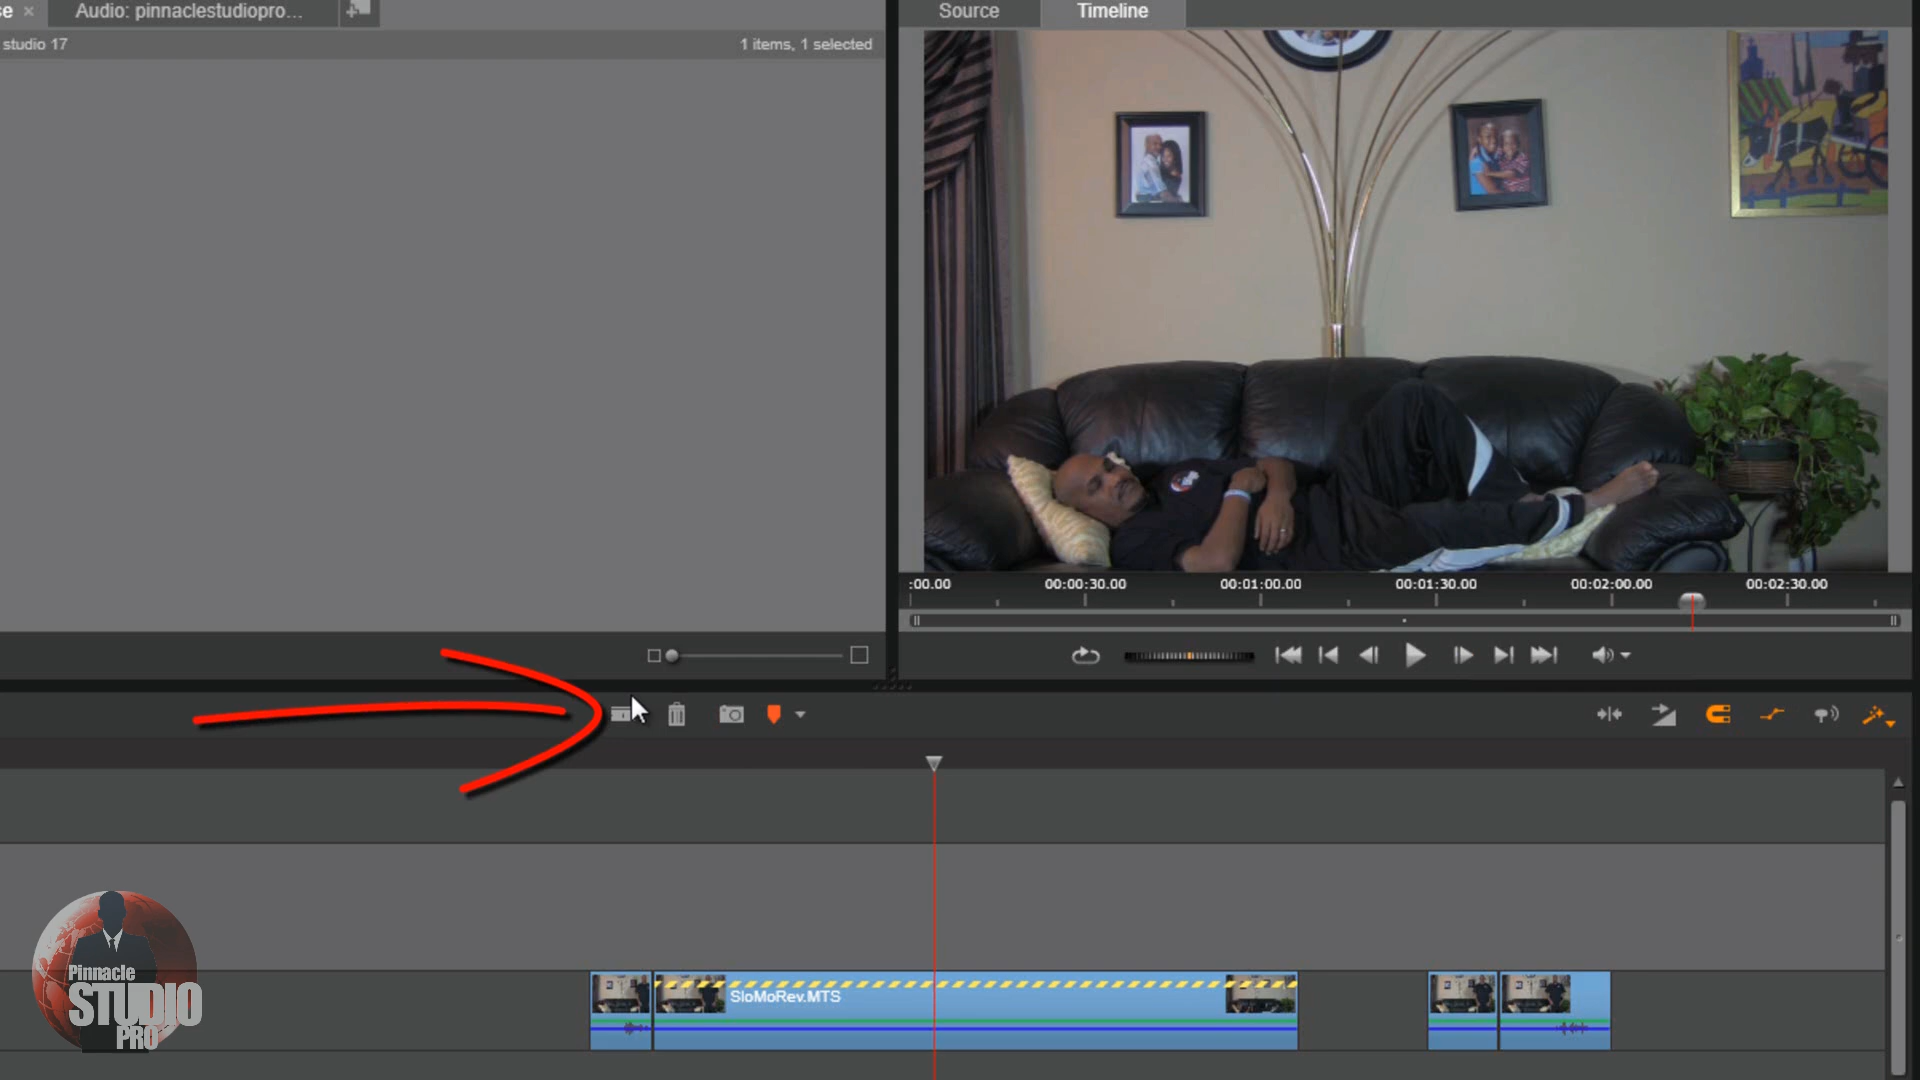 ce × Audio: pinnaclestudiopro...
studio 17
1 items, 1 selected
Source Timeline
:00.00 00:00:30.00 00:01:00.00 00:01:30.00 00:02:00.00 00:02:30.00
SloMoRev.MTS
Pinnacle
STUDIO
PRO